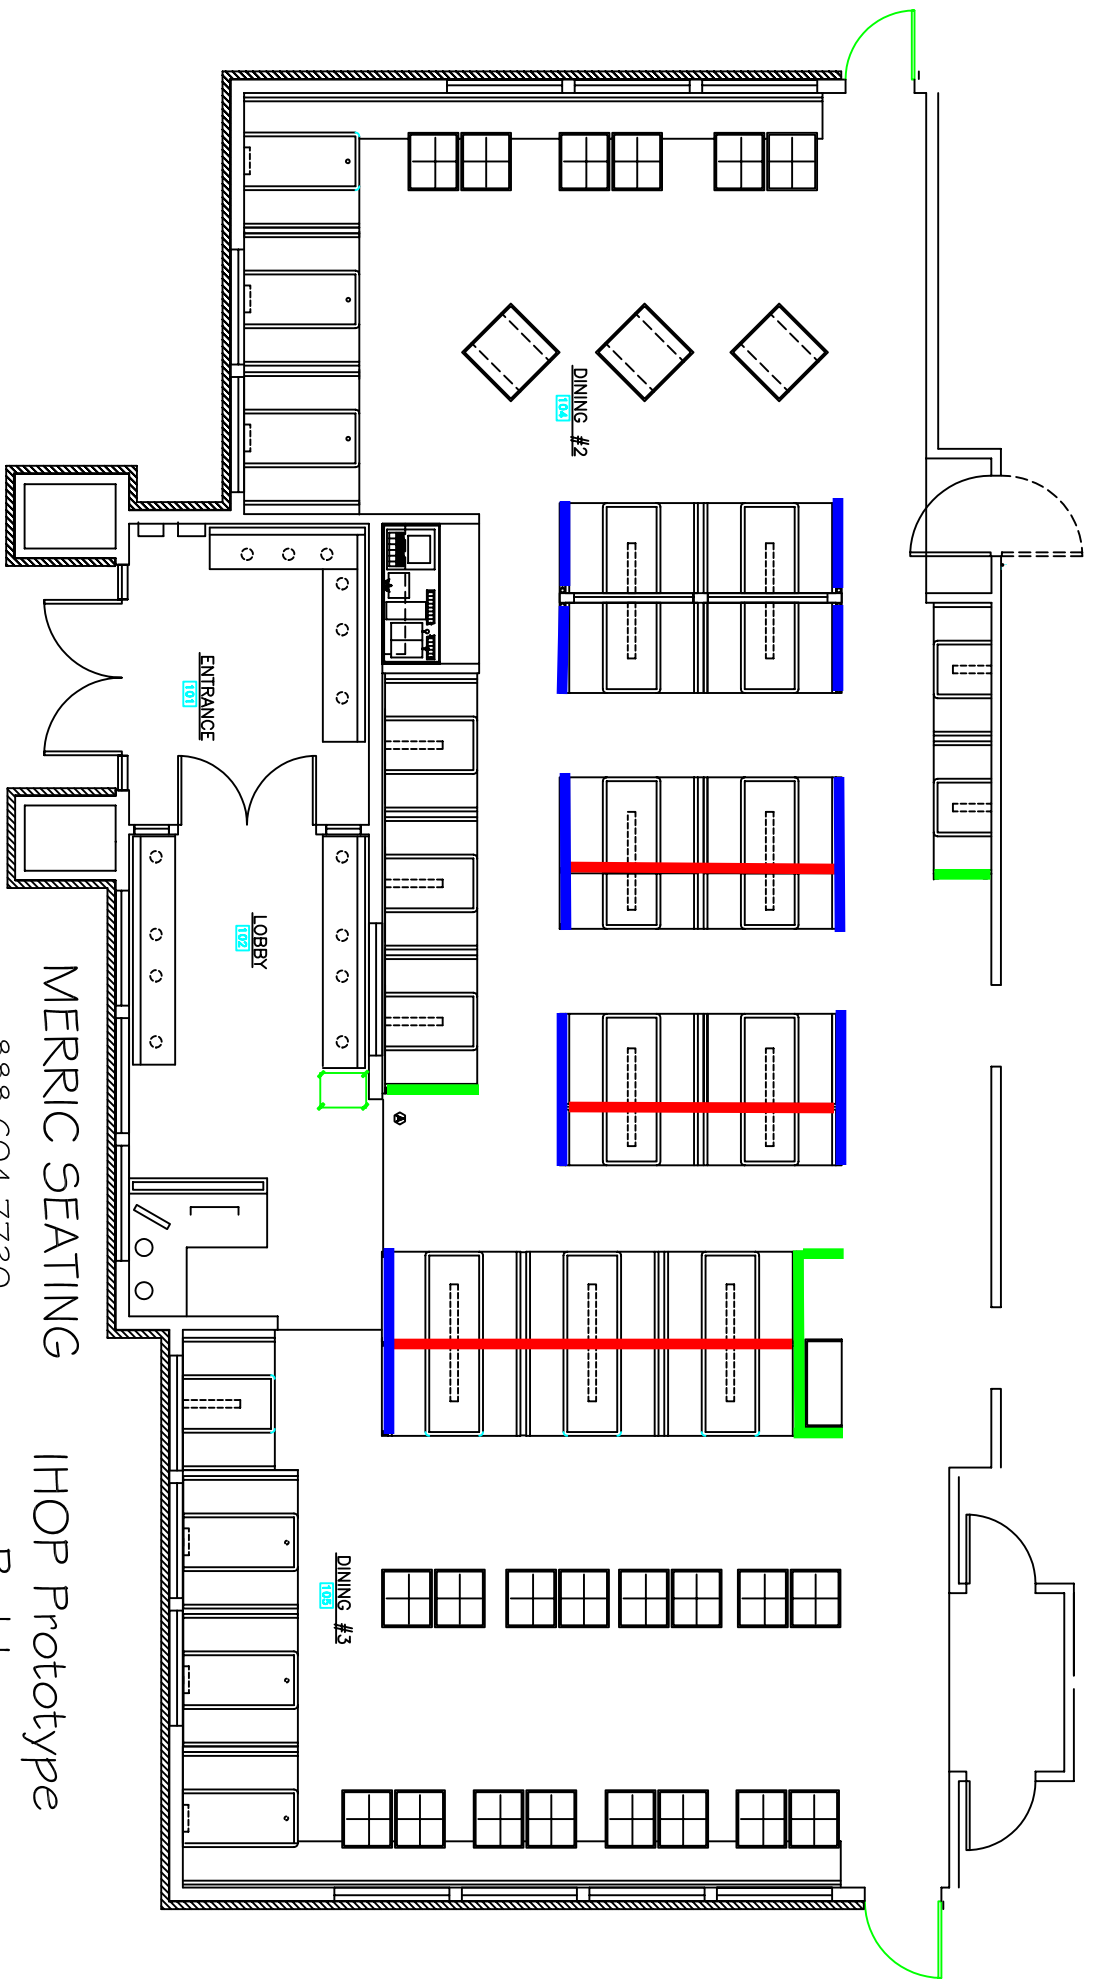 DINING #2
104
ENTRANCE
101
LOBBY
102
DINING #3
105
MERRIC SEATING
IHOP Prototype